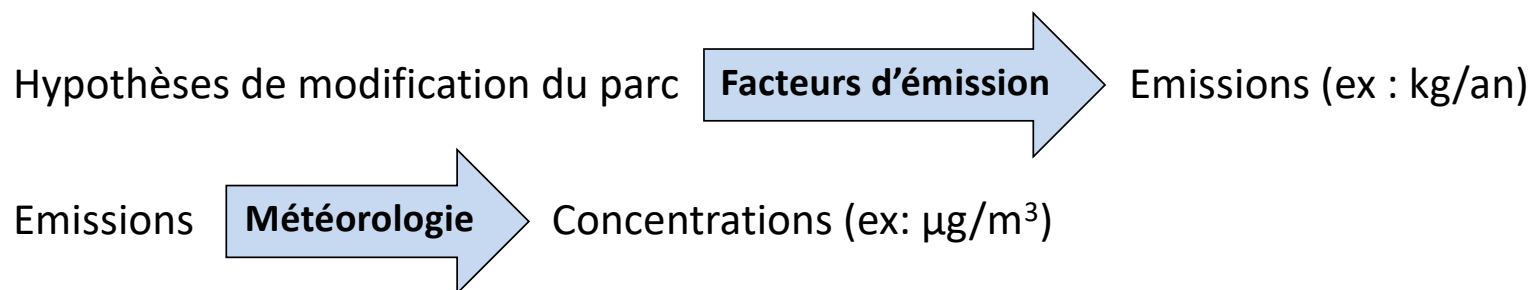 Hypothèses de modification du parc Facteurs d'émission Emissions (ex : kg/an)
Emissions Météorologie Concentrations (ex: µg/m³)